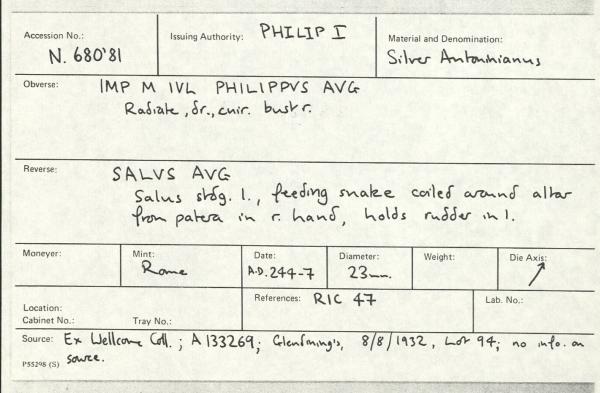 Accession No.: N. 680'81
Issuing Authority: PHILIP I
Material and Denomination: Silver Antoninianus
Obverse: IMP M IVL PHILIPPVS AVG
Radiate, dr., cuir. bust r.
Reverse: SALVS AVG
Salus stdg. l., feeding snake coiled around altar
from patera in r. hand, holds rudder in l.
Moneyer:
Mint: Rome
Date: A.D. 244-7
Diameter: 23mm.
Weight:
Die Axis: ↗
Location:
Cabinet No.: Tray No.:
References: RIC 47
Lab. No.:
Source: Ex Wellcome Coll.; A 133269; Glendining's, 8/8/1932, Lot 94; no info. on
P55298 (S) source.